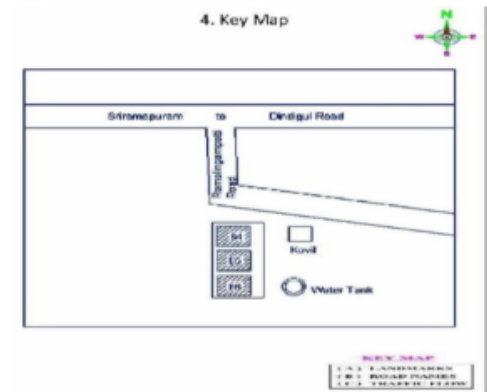 4. Key Map
N
W E
S
Sriramapuram to Dindigul Road
Ramalingampatti Road
Kovil
Water Tank
KEY MAP
( A ) LANDMARKS
( B ) ROAD NAMES
( C ) TRAFFIC FLOW